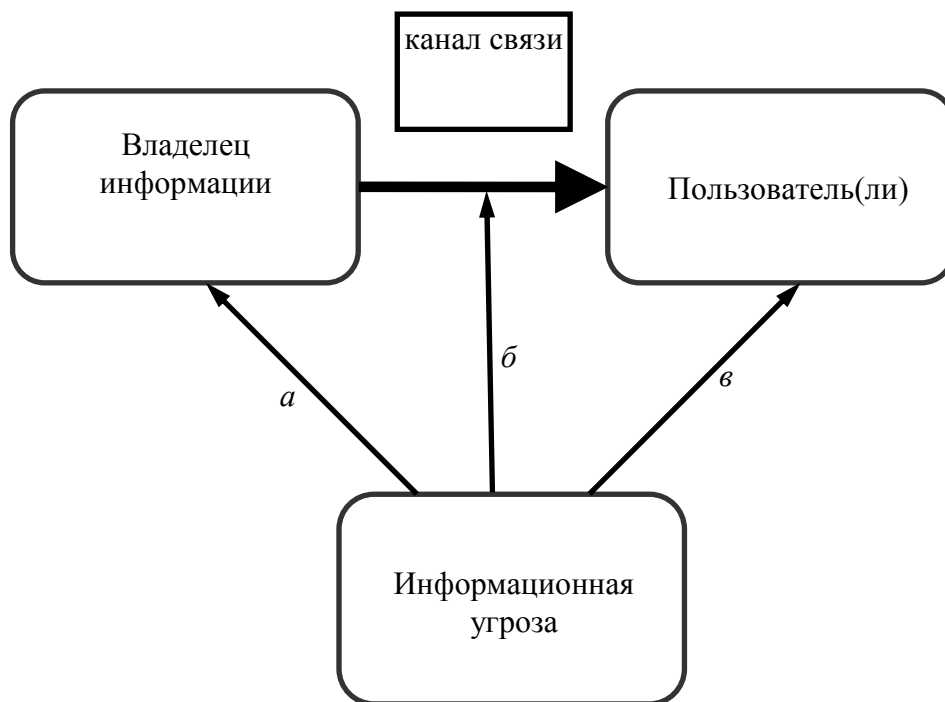 канал связи
Владелец
информации
Пользователь(ли)
а
б
в
Информационная
угроза